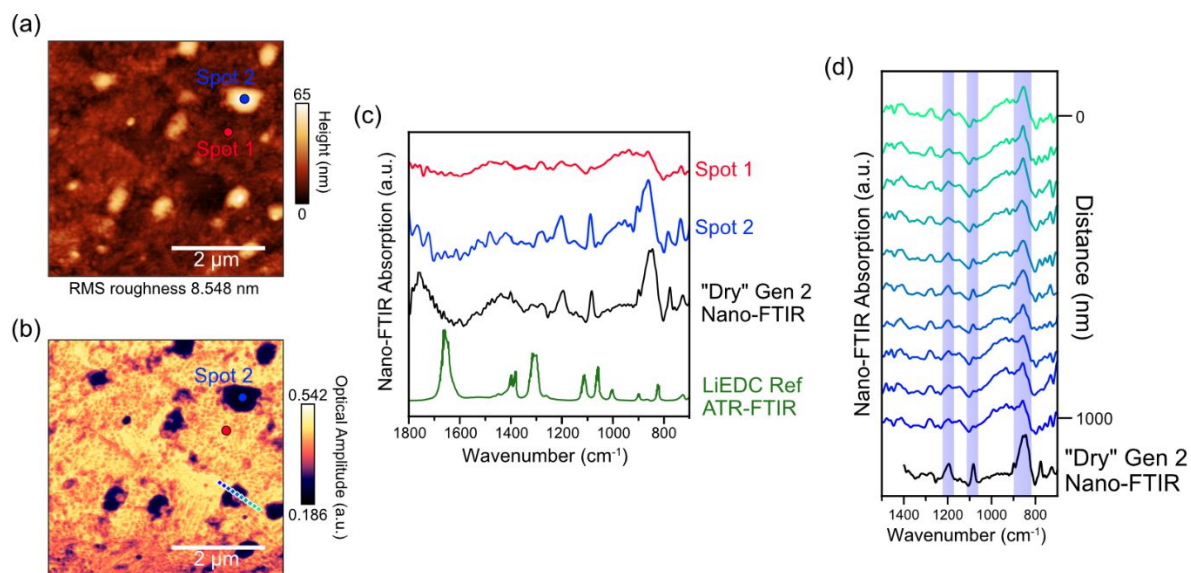 (a)
Spot 2
Spot 1
65
Height (nm)
0
2 µm
RMS roughness 8.548 nm
(b)
Spot 2
0.542
Optical Amplitude (a.u.)
0.186
2 µm
(c)
Nano-FTIR Absorption (a.u.)
Spot 1
Spot 2
"Dry" Gen 2
Nano-FTIR
LiEDC Ref
ATR-FTIR
1800 1600 1400 1200 1000 800
Wavenumber (cm⁻¹)
(d)
Nano-FTIR Absorption (a.u.)
0
Distance (nm)
1000
"Dry" Gen 2
Nano-FTIR
1400 1200 1000 800
Wavenumber (cm⁻¹)